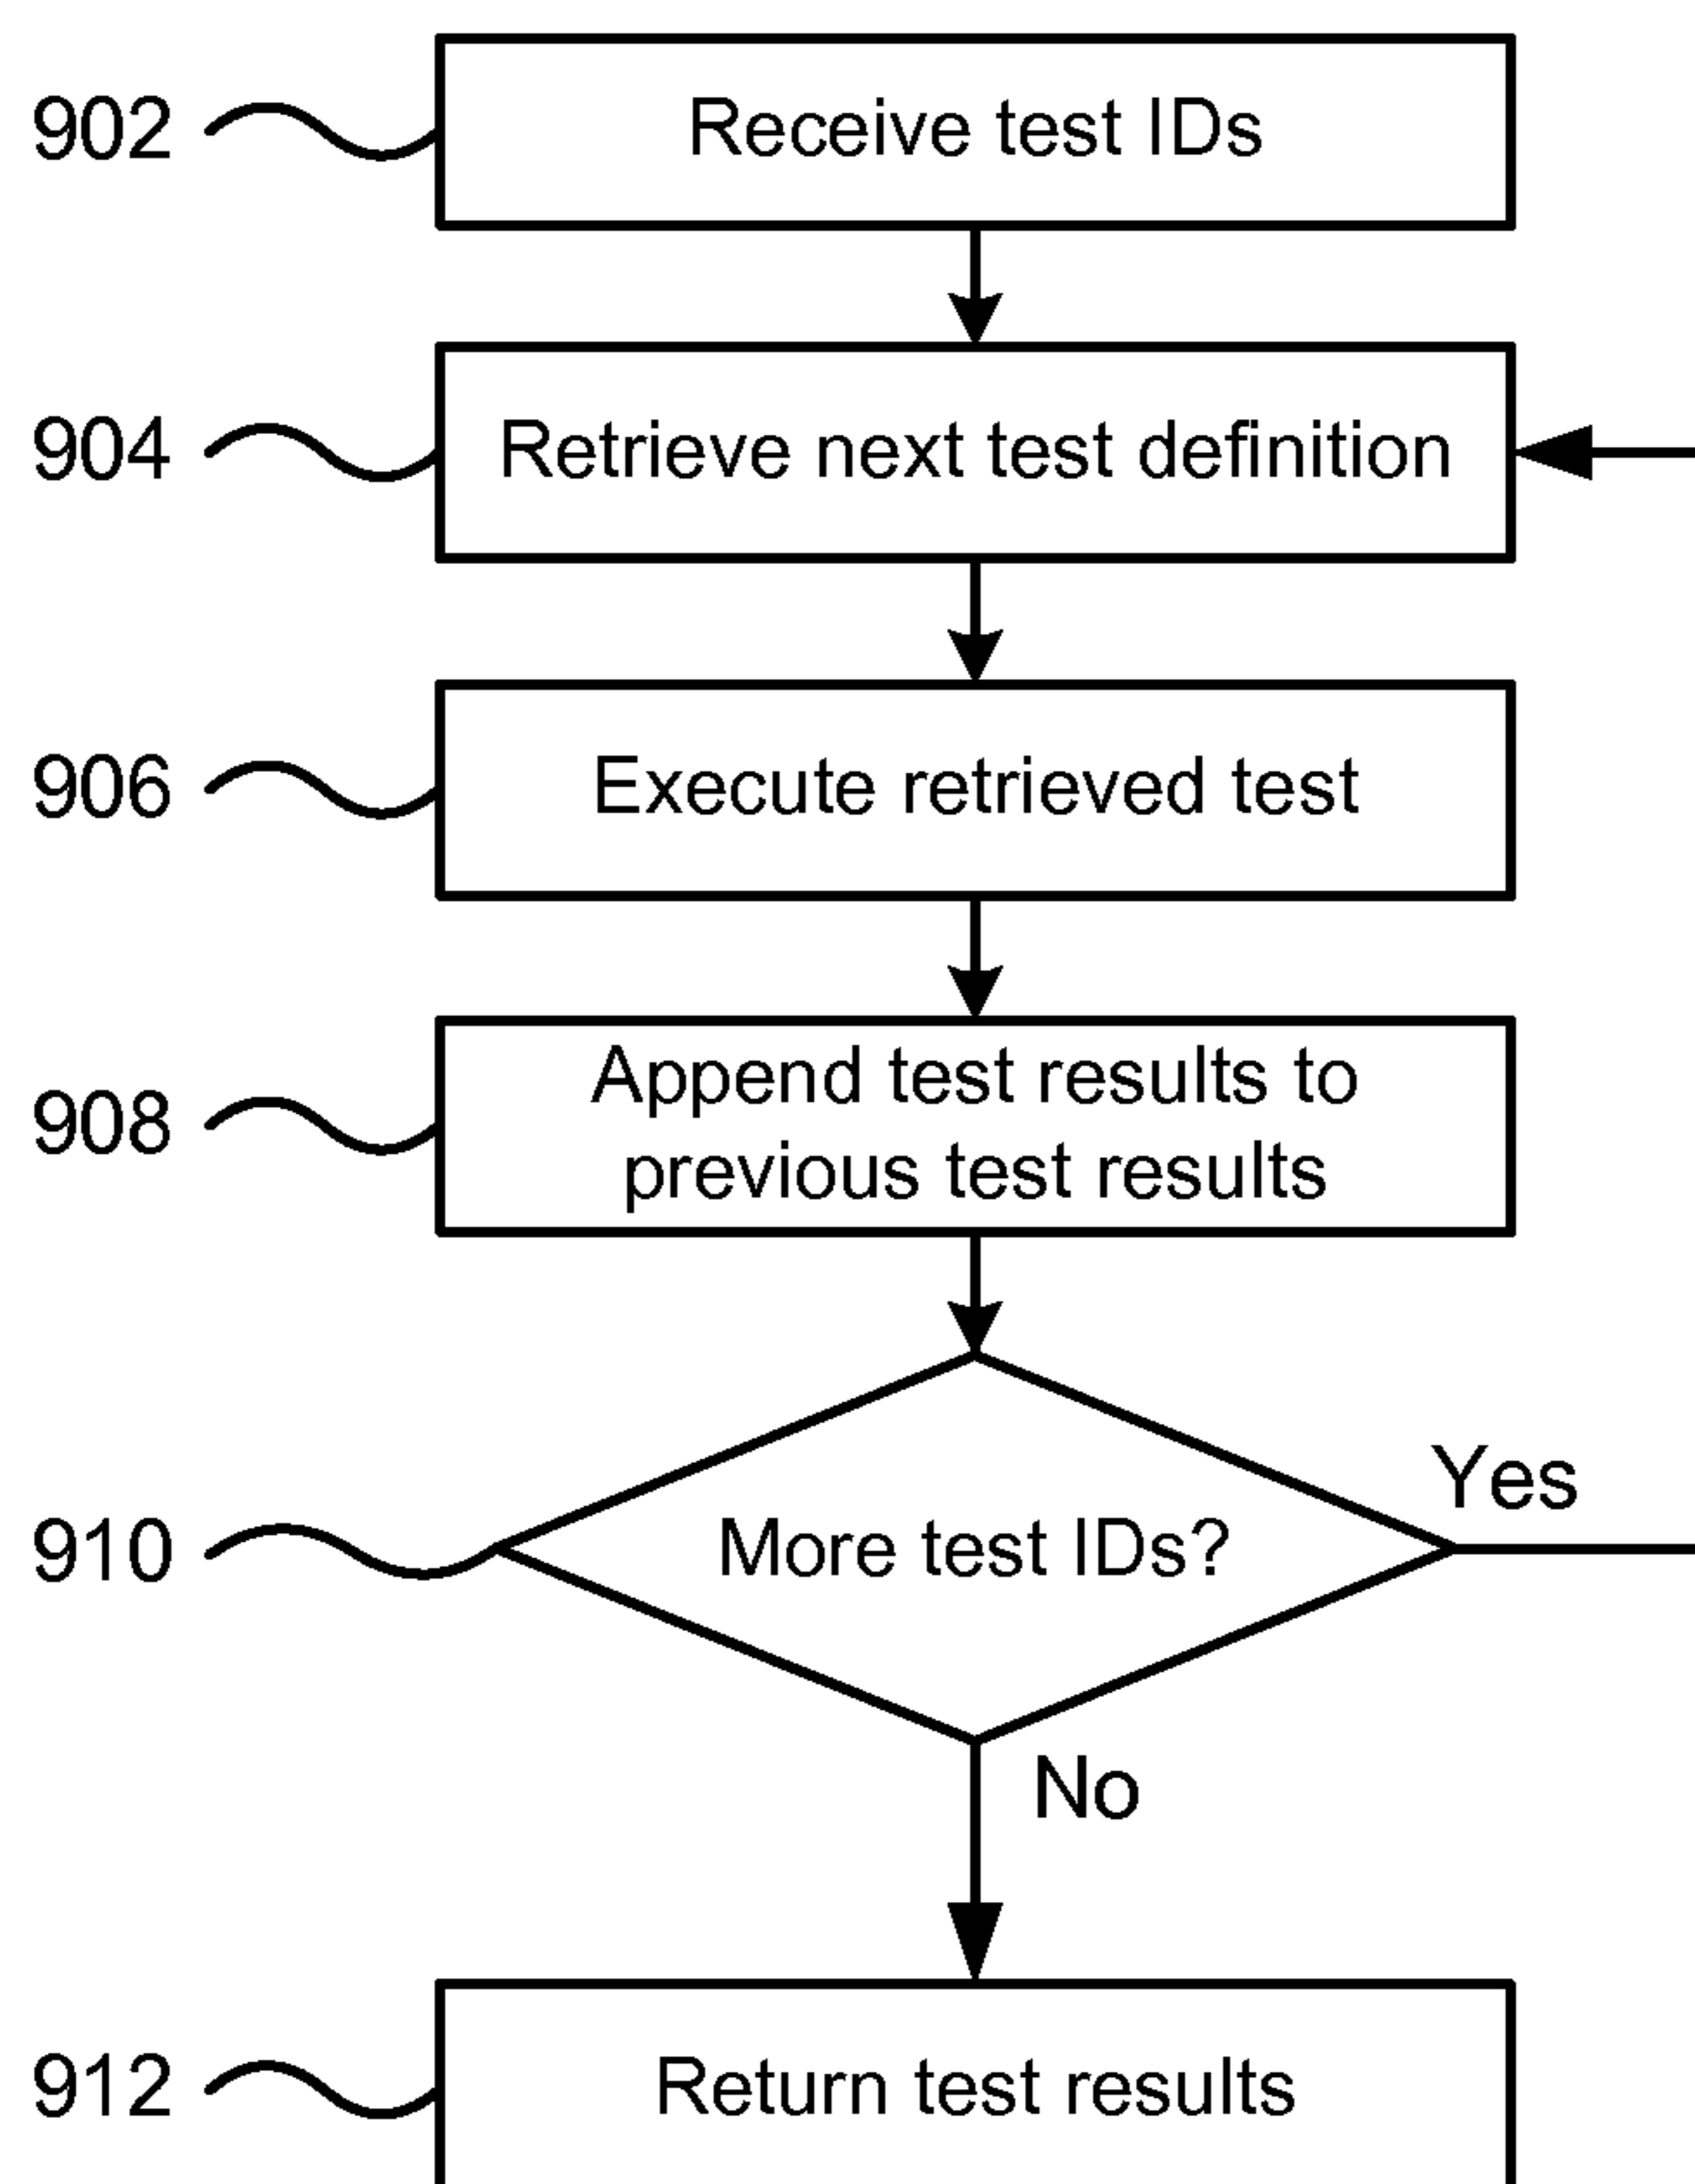 902
Receive test IDs
904
Retrieve next test definition
906
Execute retrieved test
908
Append test results to
previous test results
910
More test IDs?
Yes
No
912
Return test results